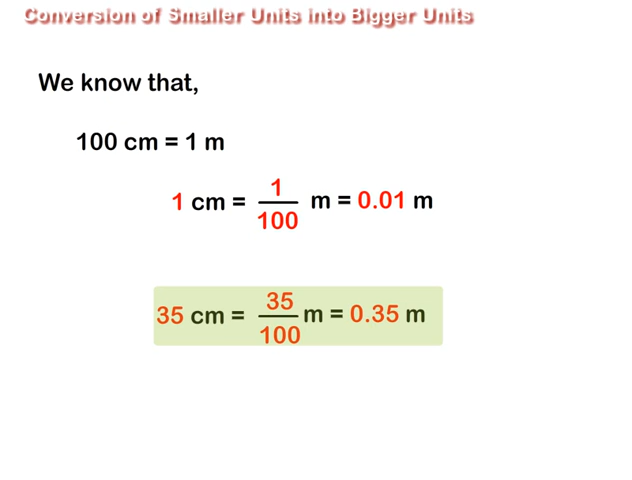 Conversion of Smaller Units into Bigger Units
We know that,
100 cm = 1 m
1 cm = 1/100 m = 0.01 m
35 cm = 35/100 m = 0.35 m